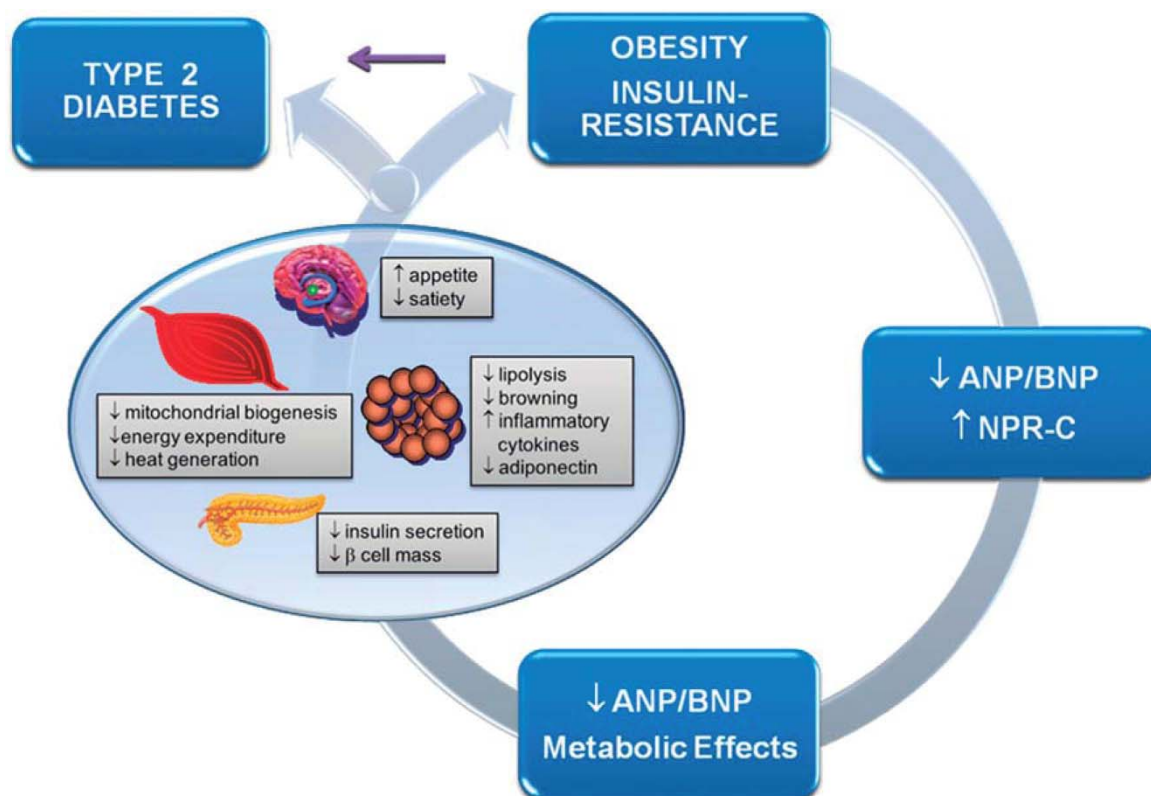 TYPE 2
DIABETES
OBESITY
INSULIN-
RESISTANCE
↑ appetite
↓ satiety
↓ mitochondrial biogenesis
↓energy expenditure
↓ heat generation
↓ lipolysis
↓ browning
↑ inflammatory
cytokines
↓ adiponectin
↓ insulin secretion
↓ β cell mass
↓ ANP/BNP
↑ NPR-C
↓ ANP/BNP
Metabolic Effects